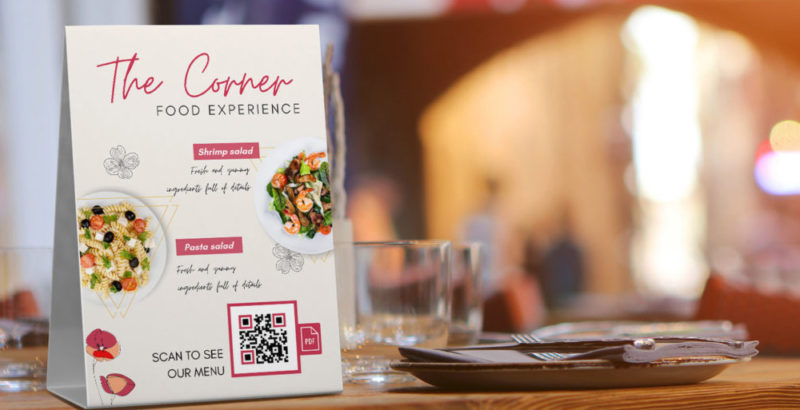 The Corner
FOOD EXPERIENCE
Shrimp salad
Fresh and yummy
ingredients full of details
Pasta salad
Fresh and yummy
ingredients full of details
SCAN TO SEE
OUR MENU
PDF